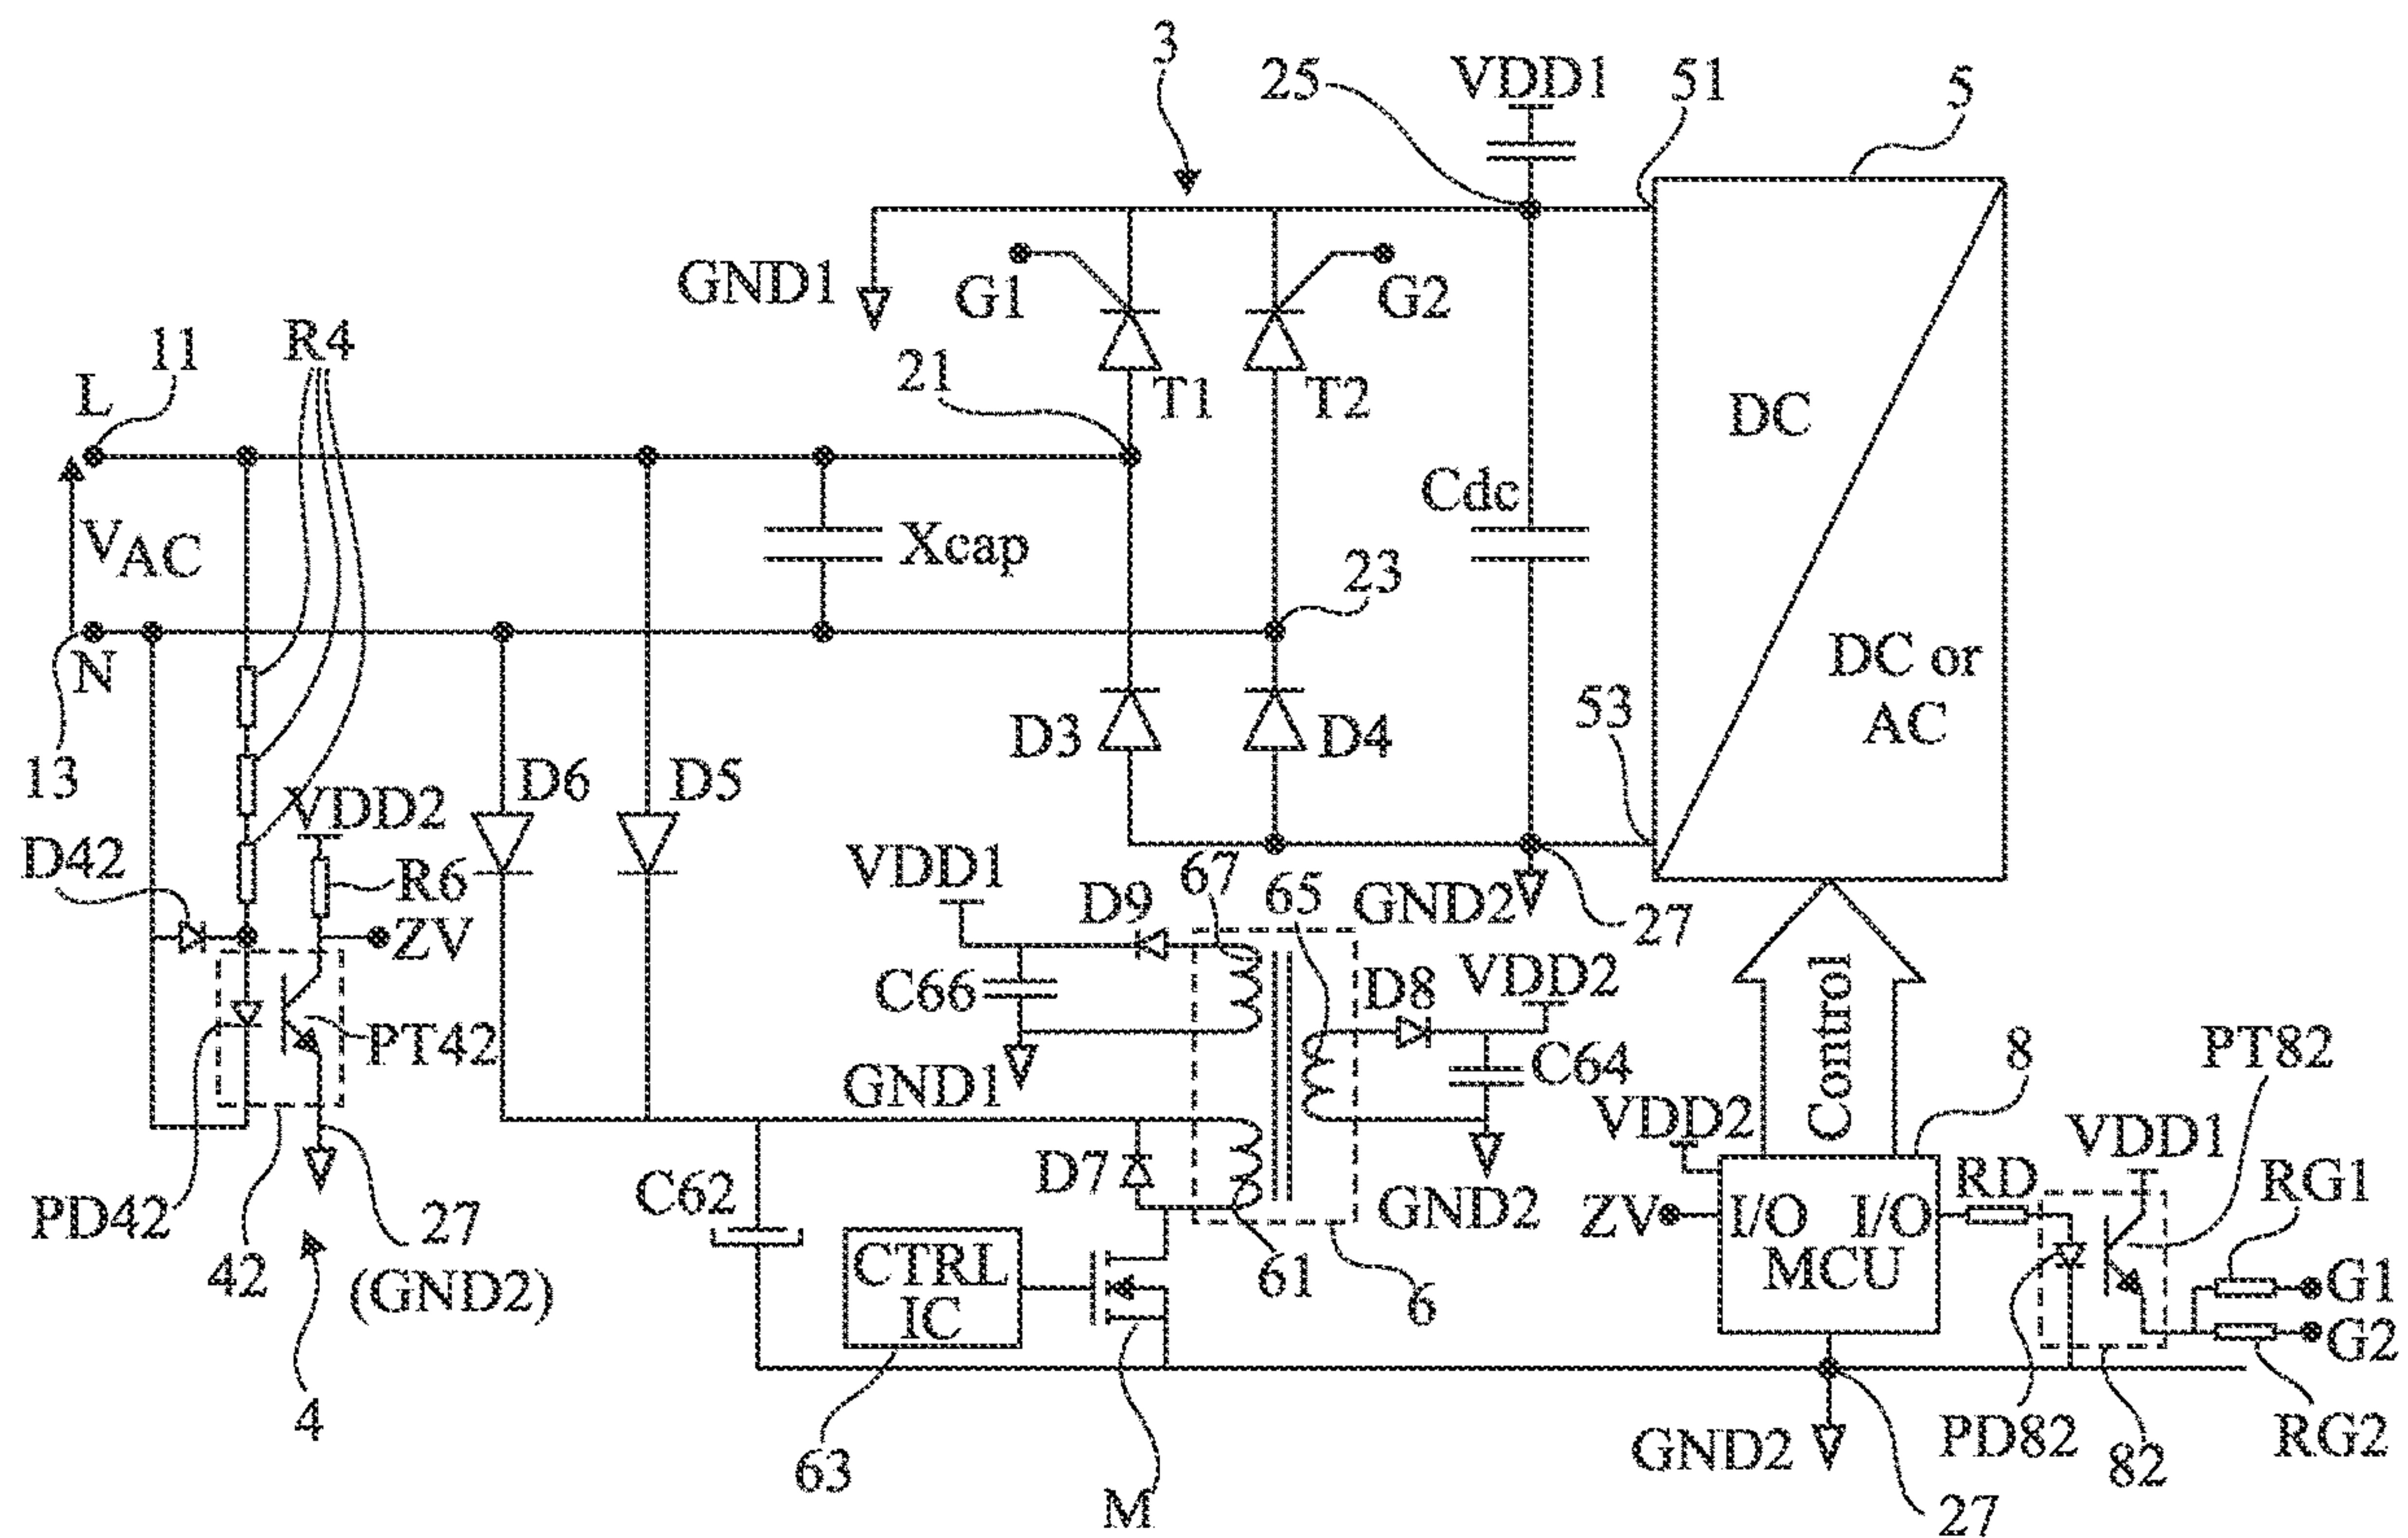 3
25
VDD1
51
5
GND1
G1
G2
R4
11
L
21
T1
T2
DC
VAC
Xcap
Cdc
23
N
13
D3
D4
53
DC or
AC
D6
D5
VDD2
D42
R6
ZV
VDD1
D9
67
65
GND2
27
C66
D8
VDD2
PT42
GND1
C64
Control
8
PT82
VDD2
VDD1
PD42
42
27
(GND2)
4
C62
D7
GND2
61
6
CTRL
IC
63
M
ZV
I/O
I/O
MCU
RD
RG1
G1
G2
GND2
PD82
82
RG2
27